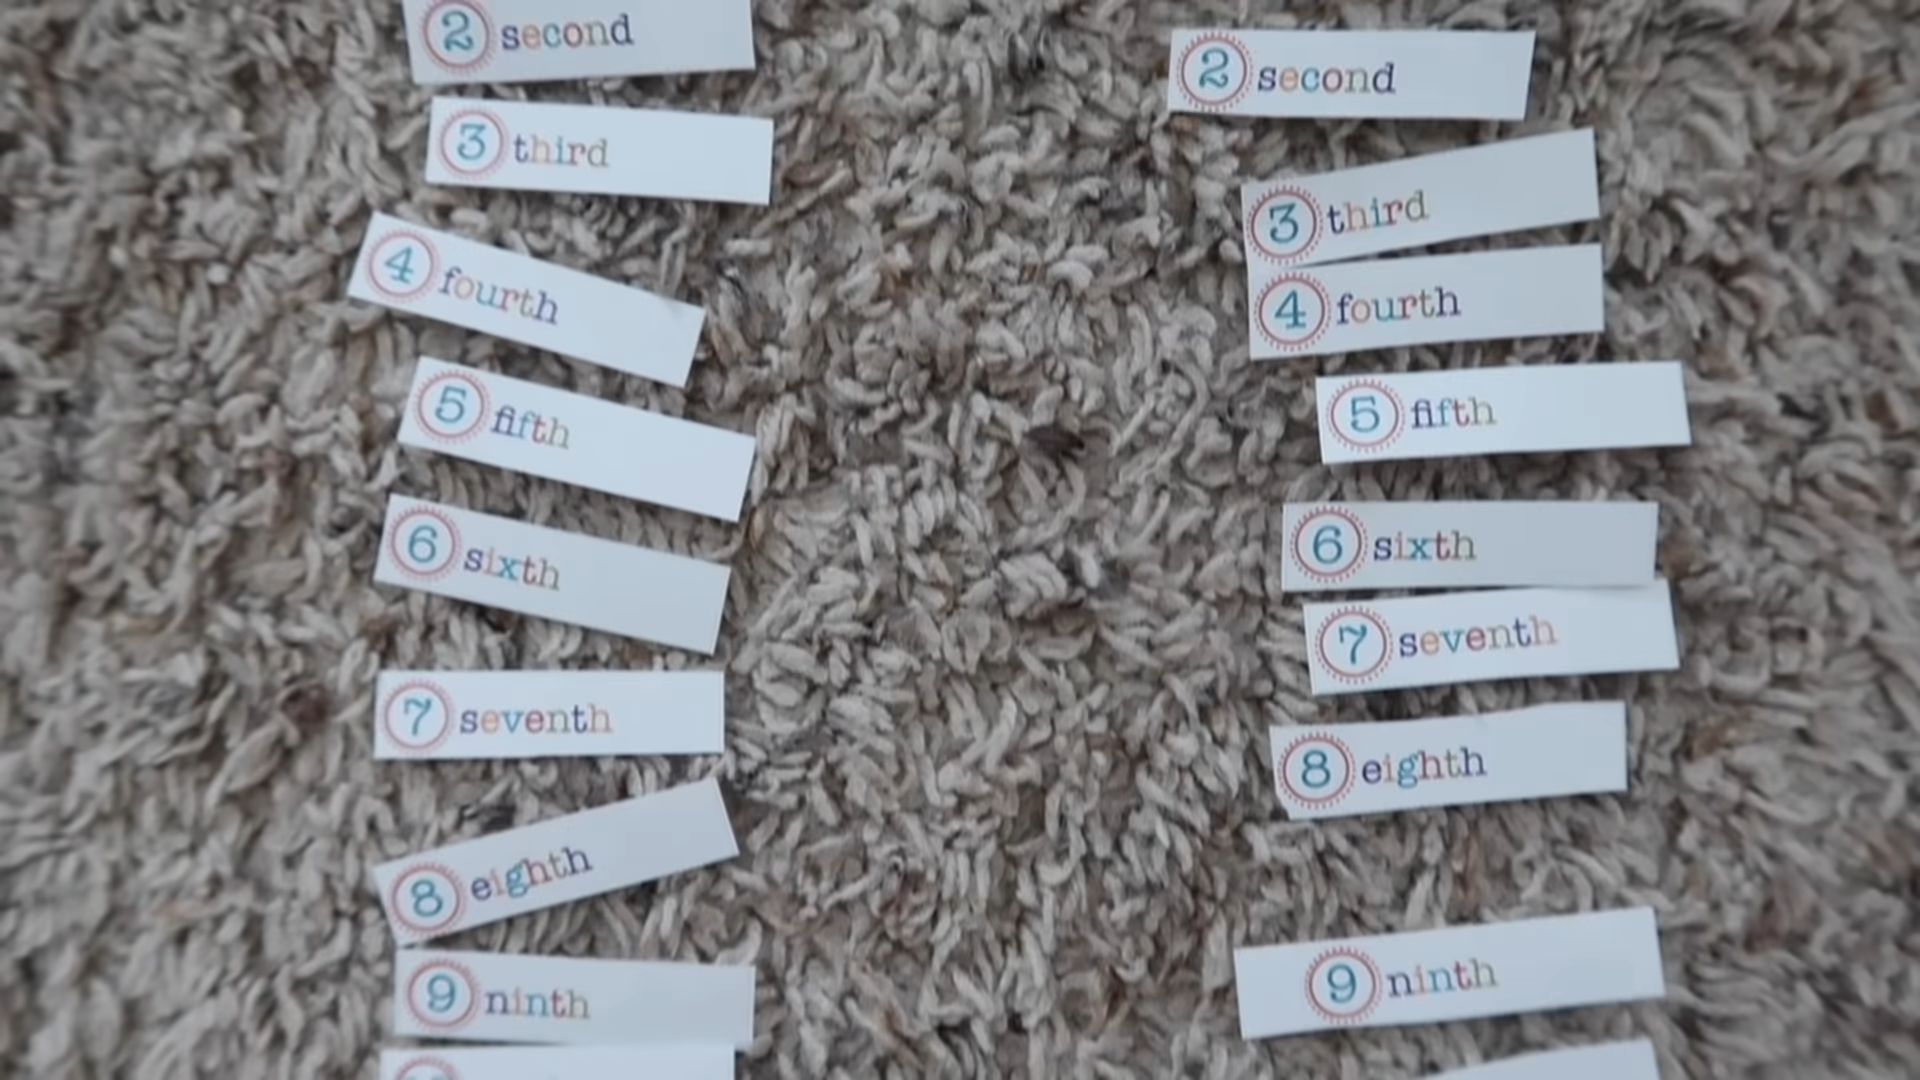 2 second
3 third
4 fourth
5 fifth
6 sixth
7 seventh
8 eighth
9 ninth
2 second
3 third
4 fourth
5 fifth
6 sixth
7 seventh
8 eighth
9 ninth